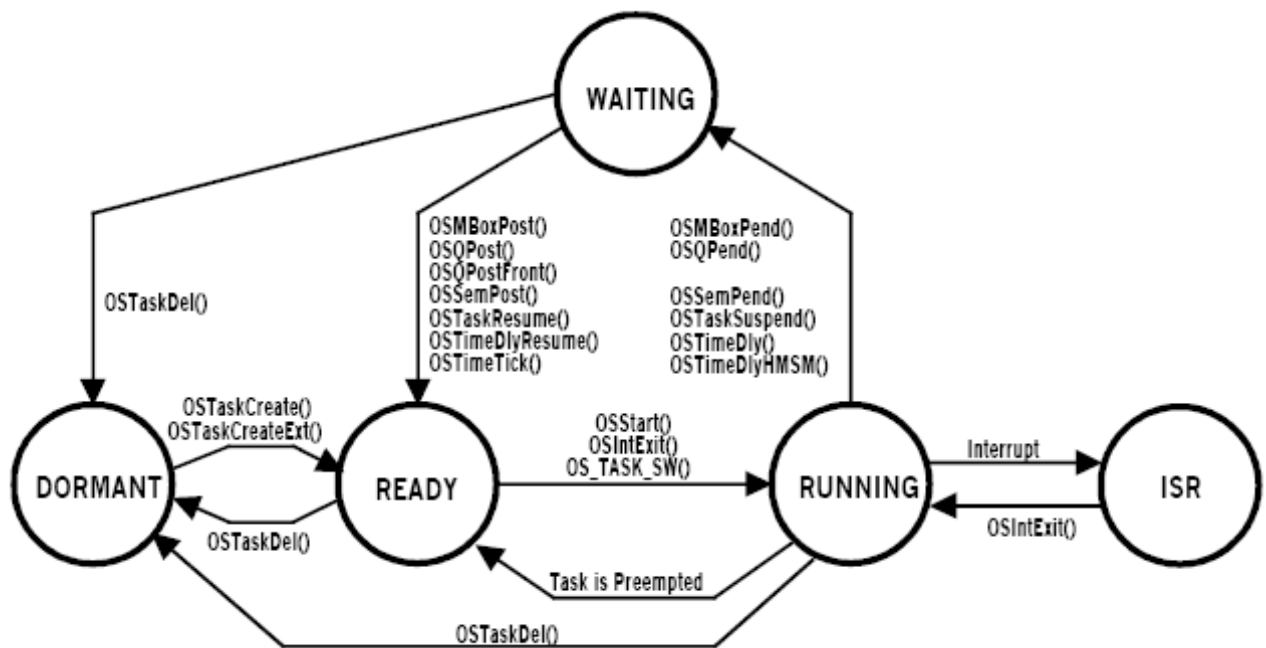 WAITING
OSMBoxPost()
OSQPost()
OSQPostFront()
OSSemPost()
OSTaskResume()
OSTimeDlyResume()
OSTimeTick()
OSMBoxPend()
OSQPend()
OSSemPend()
OSTaskSuspend()
OSTimeDly()
OSTimeDlyHMSM()
OSTaskDel()
OSTaskCreate()
OSTaskCreateExt()
OSStart()
OSIntExit()
OS_TASK_SW()
Interrupt
DORMANT
READY
RUNNING
ISR
OSTaskDel()
OSIntExit()
Task is Preempted
OSTaskDel()